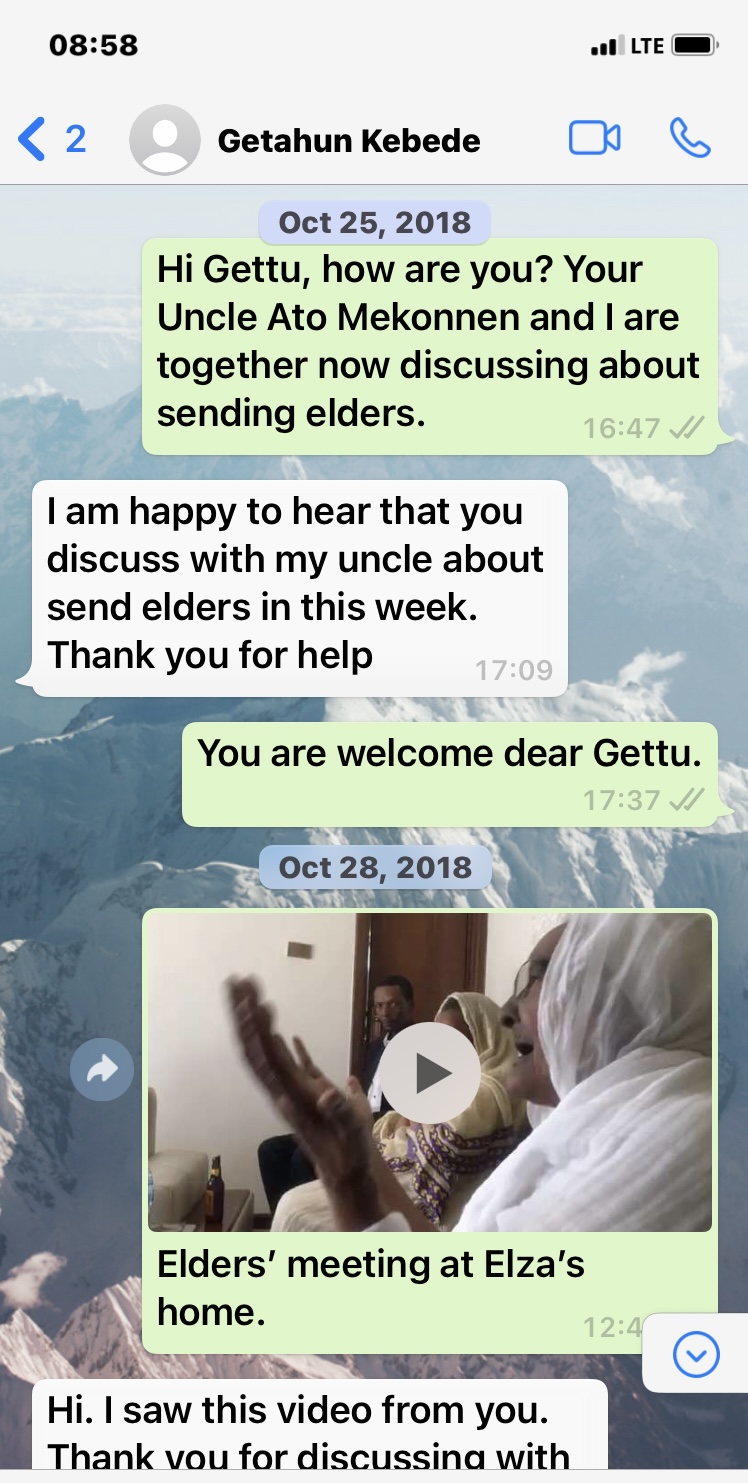 08:58
LTE
2
Getahun Kebede
Oct 25, 2018
Hi Gettu, how are you? Your
Uncle Ato Mekonnen and I are
together now discussing about
sending elders.
16:47
I am happy to hear that you
discuss with my uncle about
send elders in this week.
Thank you for help
17:09
You are welcome dear Gettu.
17:37
Oct 28, 2018
Elders’ meeting at Elza’s
home.
12:4
Hi. I saw this video from you.
Thank you for discussing with